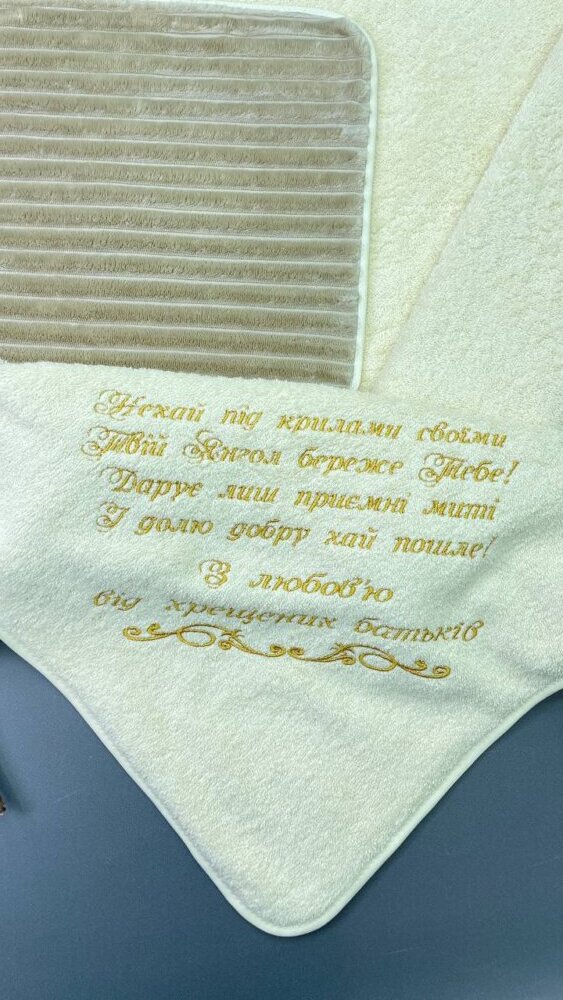 Нехай під крилами своїми
Твій Янгол береже Тебе!
Дарує лиш приємні миті
І долю добру хай пошле!
З любов'ю
від хрещених батьків